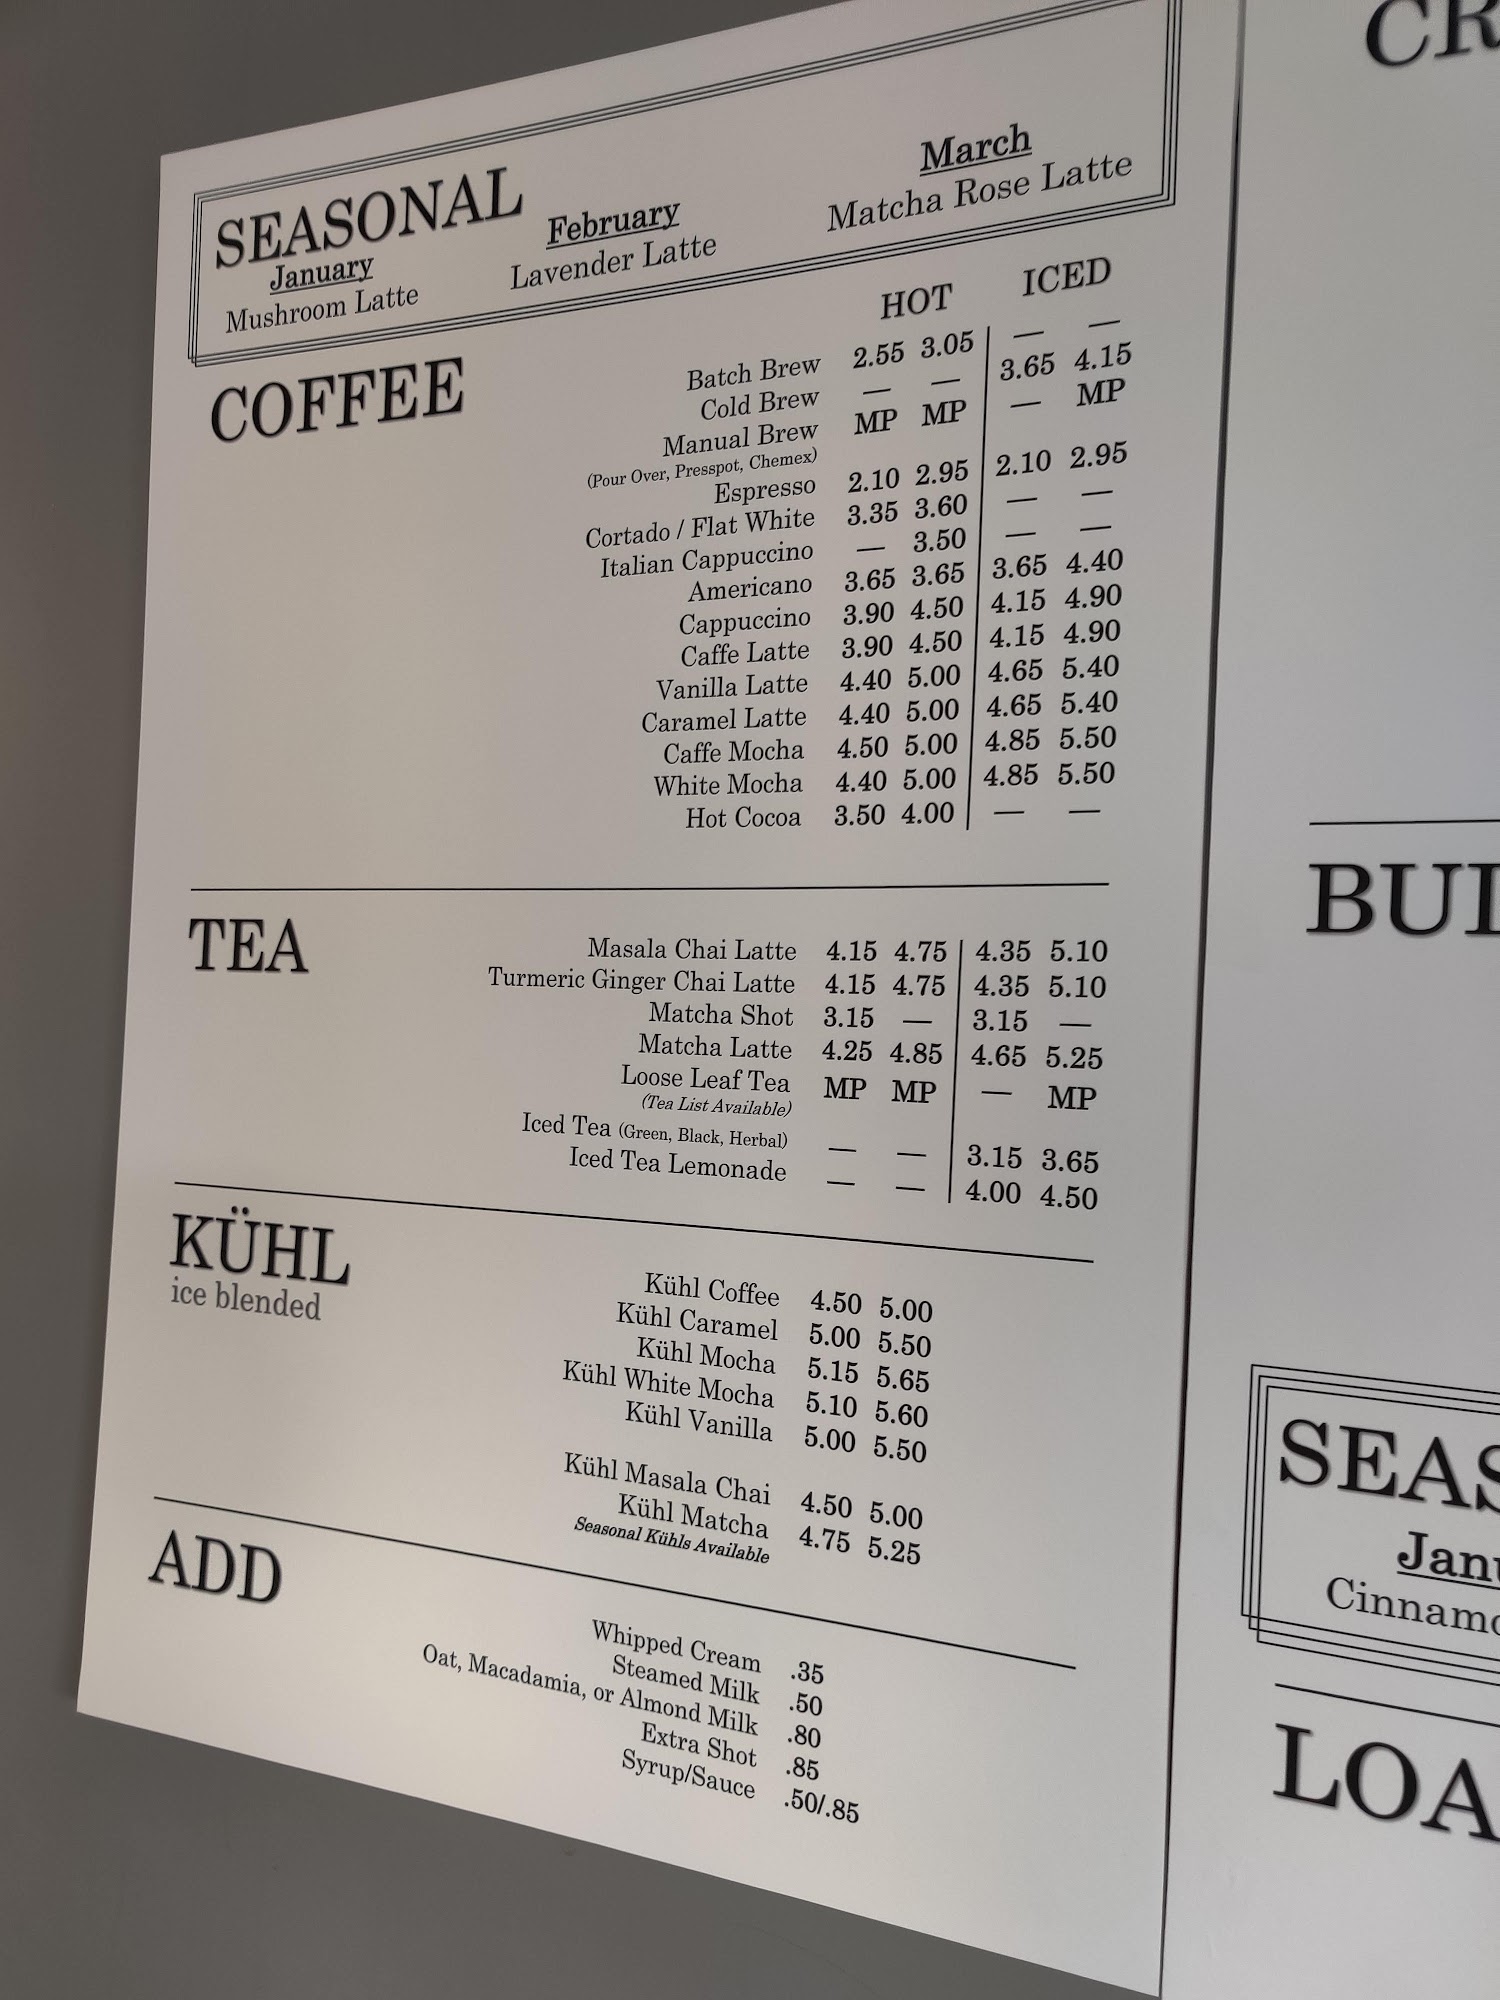 SEASONAL
January
Mushroom Latte
February
Lavender Latte
March
Matcha Rose Latte
COFFEE
HOT ICED
Batch Brew 2.55 3.05 — —
Cold Brew — — 3.65 4.15
Manual Brew MP MP — MP
(Pour Over, Presspot, Chemex)
Espresso 2.10 2.95 2.10 2.95
Cortado / Flat White 3.35 3.60 — —
Italian Cappuccino — 3.50 — —
Americano 3.65 3.65 3.65 4.40
Cappuccino 3.90 4.50 4.15 4.90
Caffe Latte 3.90 4.50 4.15 4.90
Vanilla Latte 4.40 5.00 4.65 5.40
Caramel Latte 4.40 5.00 4.65 5.40
Caffe Mocha 4.50 5.00 4.85 5.50
White Mocha 4.40 5.00 4.85 5.50
Hot Cocoa 3.50 4.00 — —
TEA
Masala Chai Latte 4.15 4.75 4.35 5.10
Turmeric Ginger Chai Latte 4.15 4.75 4.35 5.10
Matcha Shot 3.15 — 3.15 —
Matcha Latte 4.25 4.85 4.65 5.25
Loose Leaf Tea MP MP — MP
(Tea List Available)
Iced Tea (Green, Black, Herbal) — — 3.15 3.65
Iced Tea Lemonade — — 4.00 4.50
KÜHL
ice blended
Kühl Coffee 4.50 5.00
Kühl Caramel 5.00 5.50
Kühl Mocha 5.15 5.65
Kühl White Mocha 5.10 5.60
Kühl Vanilla 5.00 5.50
Kühl Masala Chai 4.50 5.00
Kühl Matcha 4.75 5.25
Seasonal Kühls Available
ADD
Whipped Cream .35
Steamed Milk .50
Oat, Macadamia, or Almond Milk .80
Extra Shot .85
Syrup/Sauce .50/.85
CR
BUI
SEAS
Janu
Cinnamo
LOA